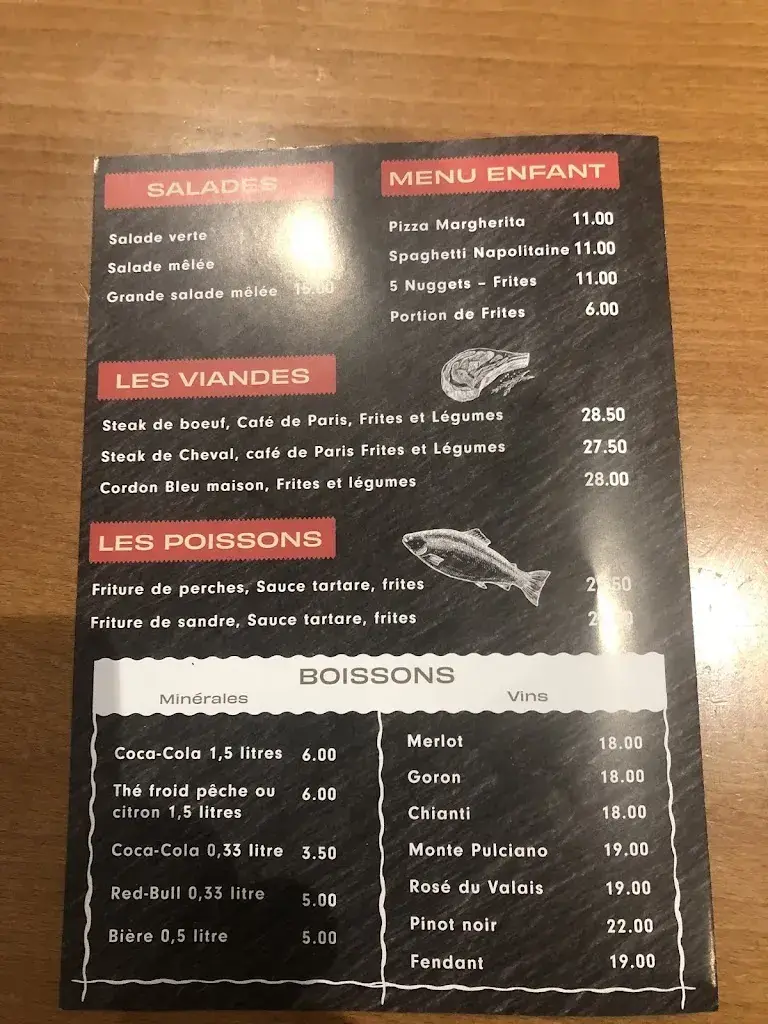 SALADES
Salade verte
Salade mêlée
Grande salade mêlée
MENU ENFANT
Pizza Margherita 11.00
Spaghetti Napolitaine 11.00
5 Nuggets – Frites 11.00
Portion de Frites 6.00
LES VIANDES
Steak de boeuf, Café de Paris, Frites et Légumes 28.50
Steak de Cheval, café de Paris Frites et Légumes 27.50
Cordon Bleu maison, Frites et légumes 28.00
LES POISSONS
Friture de perches, Sauce tartare, frites
Friture de sandre, Sauce tartare, frites
BOISSONS
Minérales
Coca-Cola 1,5 litres 6.00
Thé froid pêche ou
citron 1,5 litres 6.00
Coca-Cola 0,33 litre 3.50
Red-Bull 0,33 litre 5.00
Bière 0,5 litre 5.00
Vins
Merlot 18.00
Goron 18.00
Chianti 18.00
Monte Pulciano 19.00
Rosé du Valais 19.00
Pinot noir 22.00
Fendant 19.00